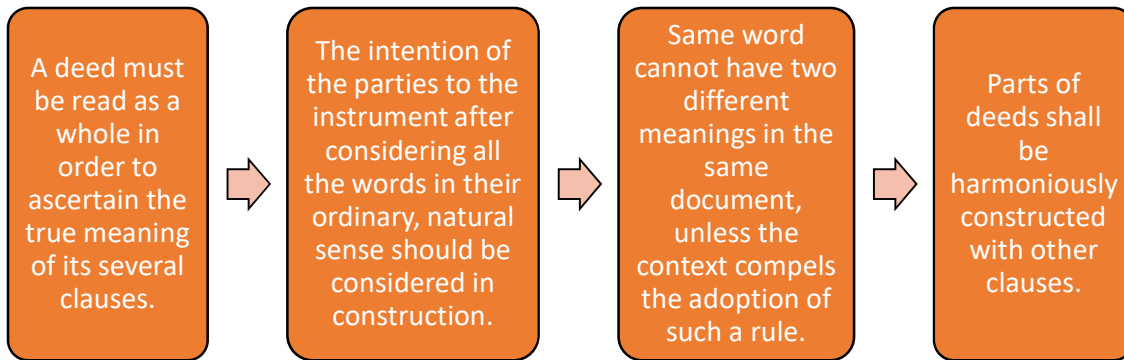 A deed must
be read as a
whole in
order to
ascertain the
true meaning
of its several
clauses.
The intention of
the parties to the
instrument after
considering all
the words in their
ordinary, natural
sense should be
considered in
construction.
Same word
cannot have two
different
meanings in the
same
document,
unless the
context compels
the adoption of
such a rule.
Parts of
deeds shall
be
harmoniously
constructed
with other
clauses.